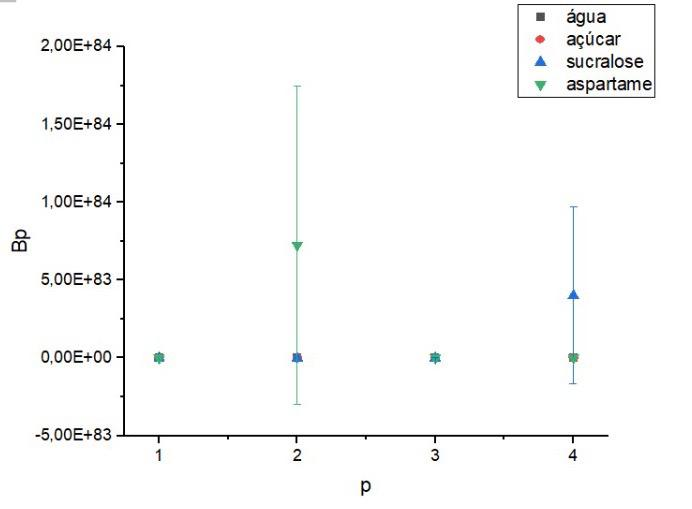 água
açúcar
sucralose
aspartame
2,00E+84
1,50E+84
1,00E+84
5,00E+83
0,00E+00
-5,00E+83
Bp
1 2 3 4
p